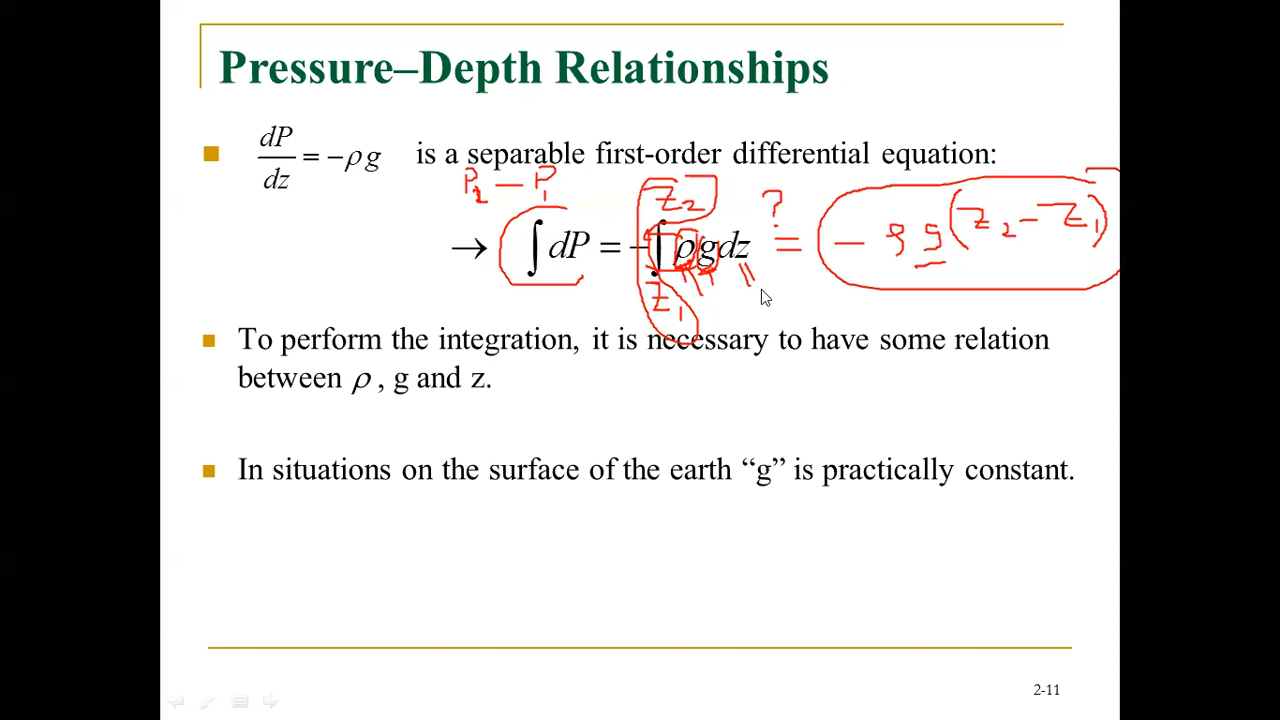 Pressure–Depth Relationships
dP/dz = −ρg is a separable first-order differential equation:
P₂ − P₁
z₂
→ ∫dP = −∫ρgdz ? = − ρg(z₂ − z₁)
z₁
To perform the integration, it is necessary to have some relation
between ρ , g and z.
In situations on the surface of the earth “g” is practically constant.
2-11